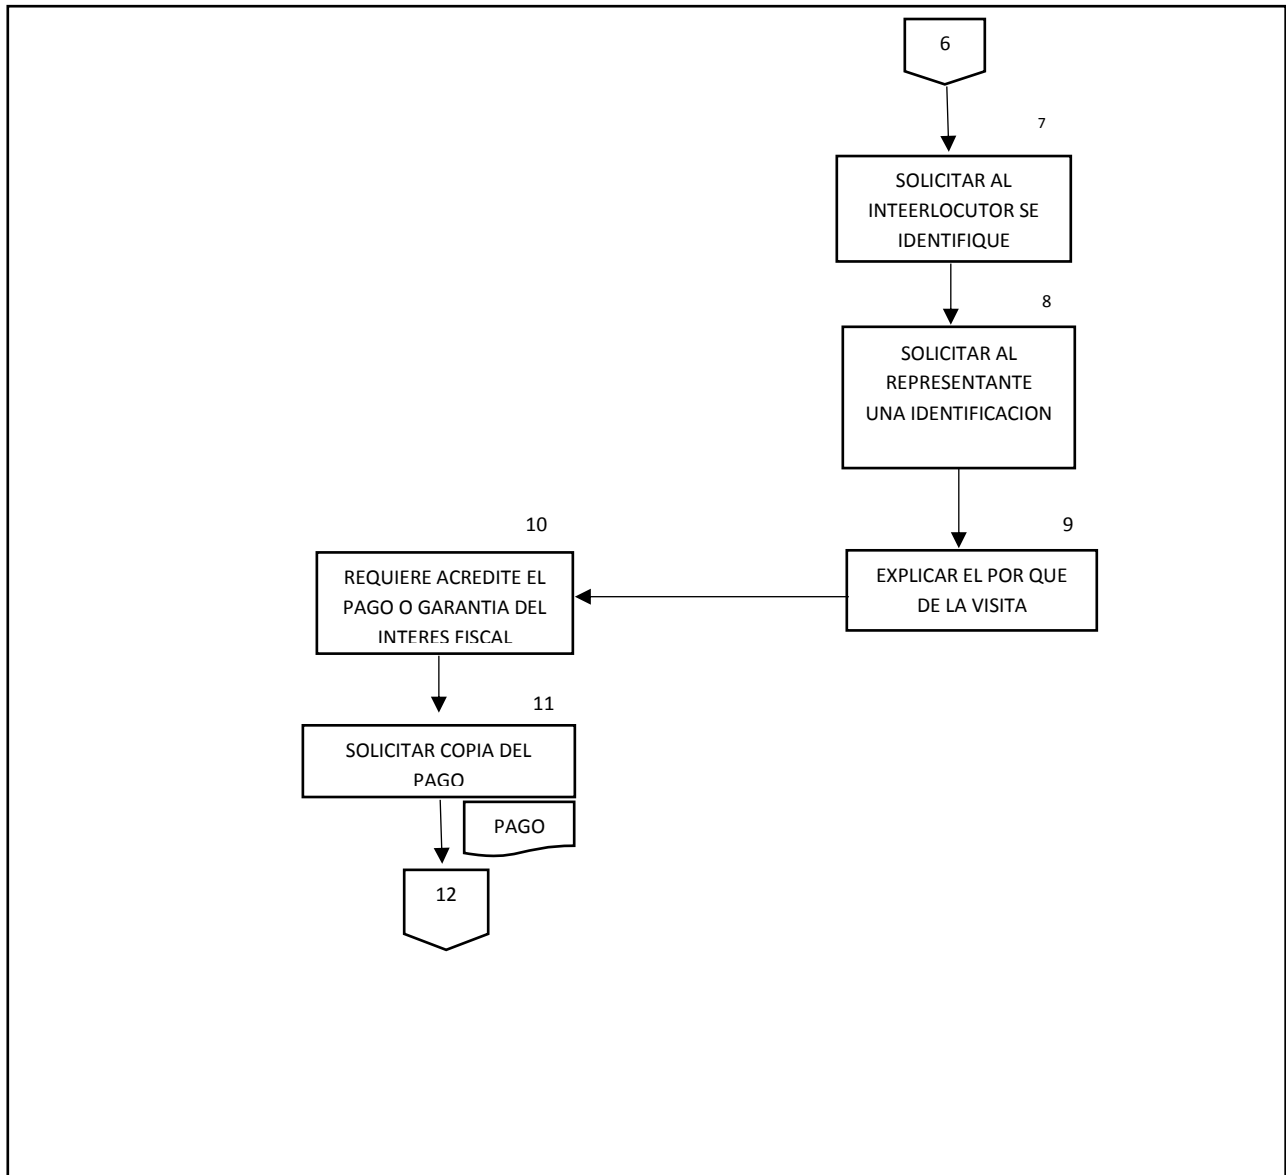 6
7
SOLICITAR AL
INTEERLOCUTOR SE
IDENTIFIQUE
8
SOLICITAR AL
REPRESENTANTE
UNA IDENTIFICACION
9
EXPLICAR EL POR QUE
DE LA VISITA
10
REQUIERE ACREDITE EL
PAGO O GARANTIA DEL
INTERES FISCAL
11
SOLICITAR COPIA DEL
PAGO
PAGO
12